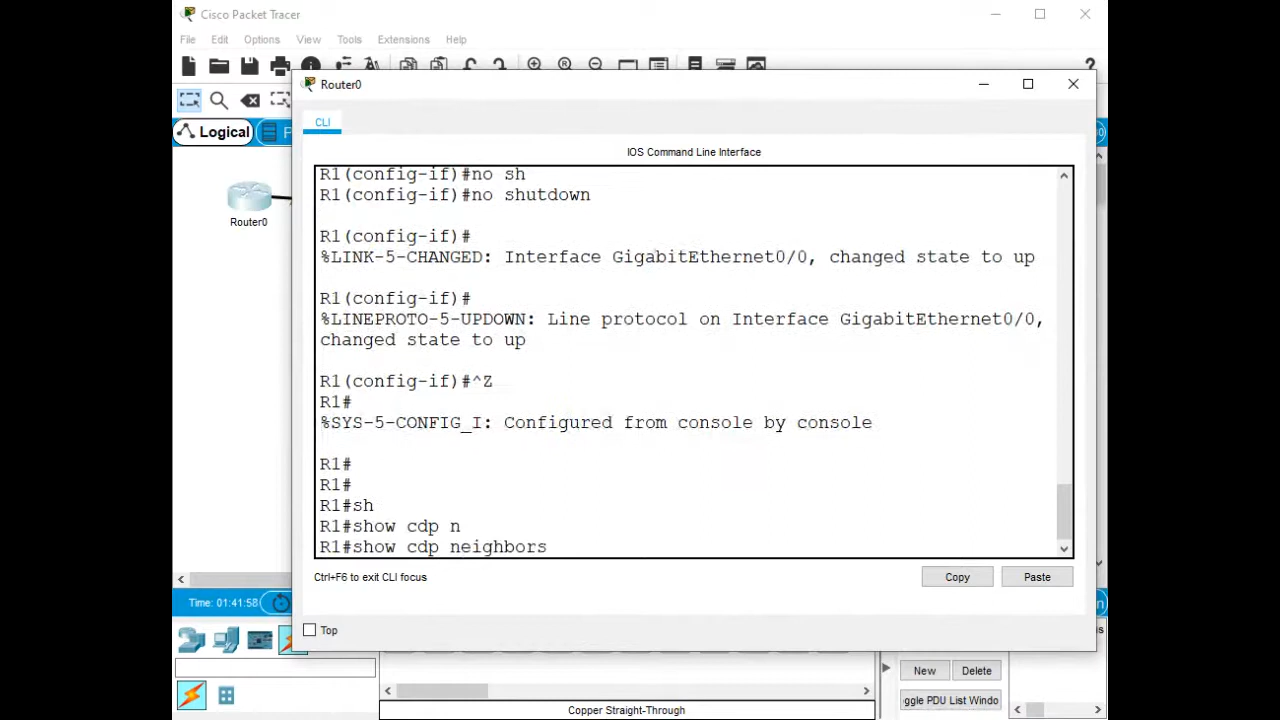 Cisco Packet Tracer
File Edit Options View Tools Extensions Help
Router0
Logical
CLI
IOS Command Line Interface
R1(config-if)#no sh
R1(config-if)#no shutdown
R1(config-if)#
%LINK-5-CHANGED: Interface GigabitEthernet0/0, changed state to up
R1(config-if)#
%LINEPROTO-5-UPDOWN: Line protocol on Interface GigabitEthernet0/0,
changed state to up
R1(config-if)#^Z
R1#
%SYS-5-CONFIG_I: Configured from console by console
R1#
R1#
R1#sh
R1#show cdp n
R1#show cdp neighbors
Router0
Ctrl+F6 to exit CLI focus
Copy
Paste
Time: 01:41:58
Top
New
Delete
ggle PDU List Windo
Copper Straight-Through